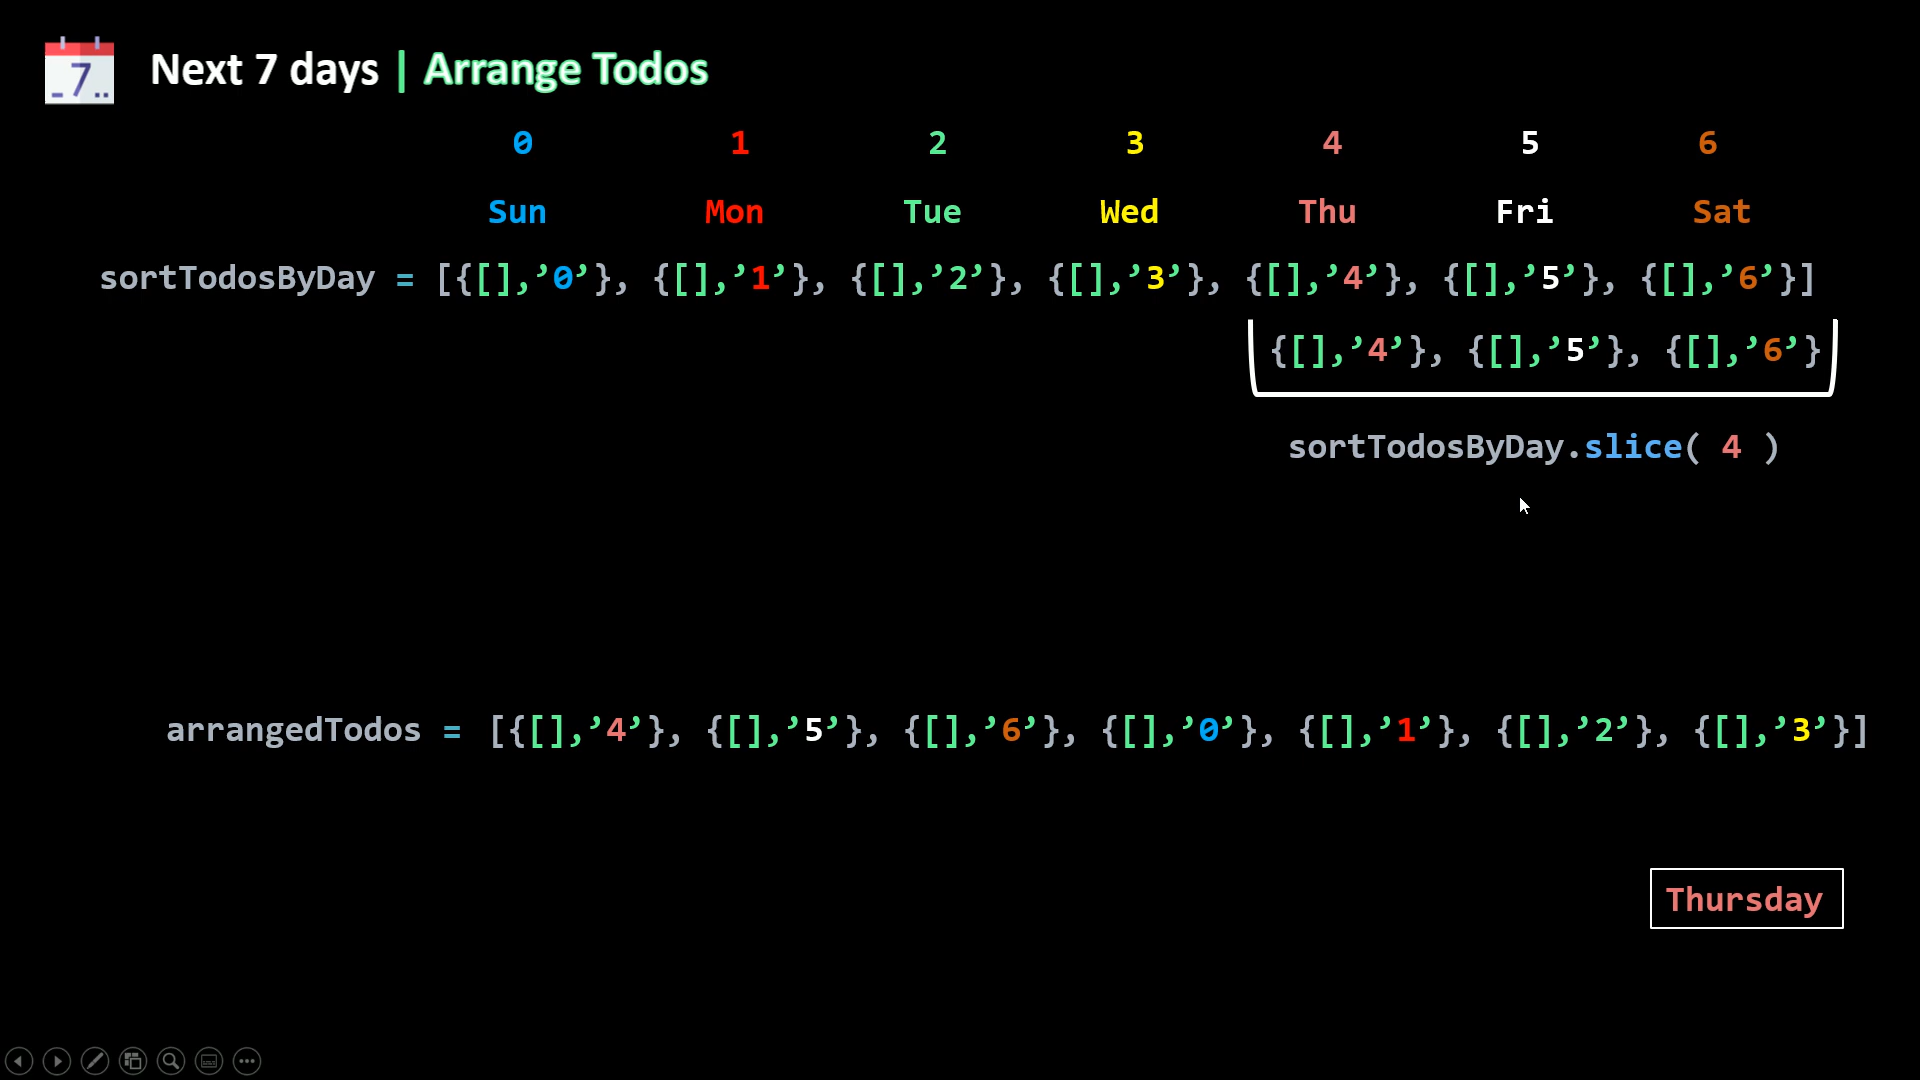 7
Next 7 days | Arrange Todos
0 1 2 3 4 5 6
Sun Mon Tue Wed Thu Fri Sat
sortTodosByDay = [{[],’0’}, {[],’1’}, {[],’2’}, {[],’3’}, {[],’4’}, {[],’5’}, {[],’6’}]
{[],’4’}, {[],’5’}, {[],’6’}
sortTodosByDay.slice( 4 )
arrangedTodos = [{[],’4’}, {[],’5’}, {[],’6’}, {[],’0’}, {[],’1’}, {[],’2’}, {[],’3’}]
Thursday